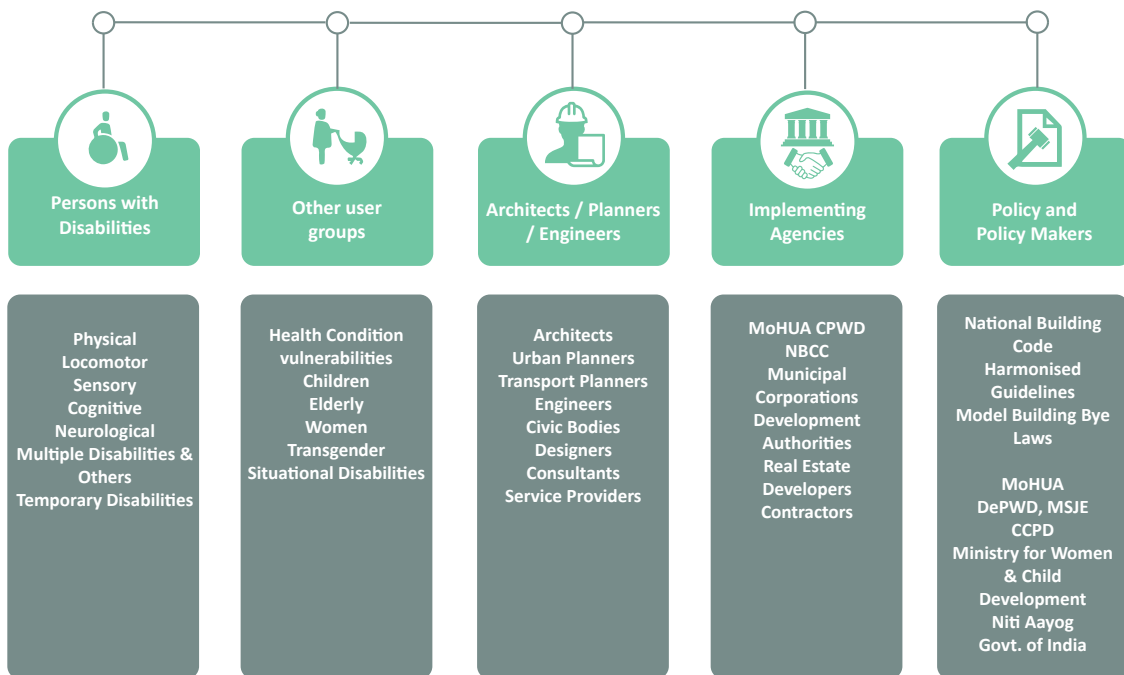 Persons with
Disabilities
Other user
groups
Architects / Planners
/ Engineers
Implementing
Agencies
Policy and
Policy Makers
Physical
Locomotor
Sensory
Cognitive
Neurological
Multiple Disabilities &
Others
Temporary Disabilities
Health Condition
vulnerabilities
Children
Elderly
Women
Transgender
Situational Disabilities
Architects
Urban Planners
Transport Planners
Engineers
Civic Bodies
Designers
Consultants
Service Providers
MoHUA CPWD
NBCC
Municipal
Corporations
Development
Authorities
Real Estate
Developers
Contractors
National Building
Code
Harmonised
Guidelines
Model Building Bye
Laws
MoHUA
DePWD, MSJE
CCPD
Ministry for Women
& Child
Development
Niti Aayog
Govt. of India